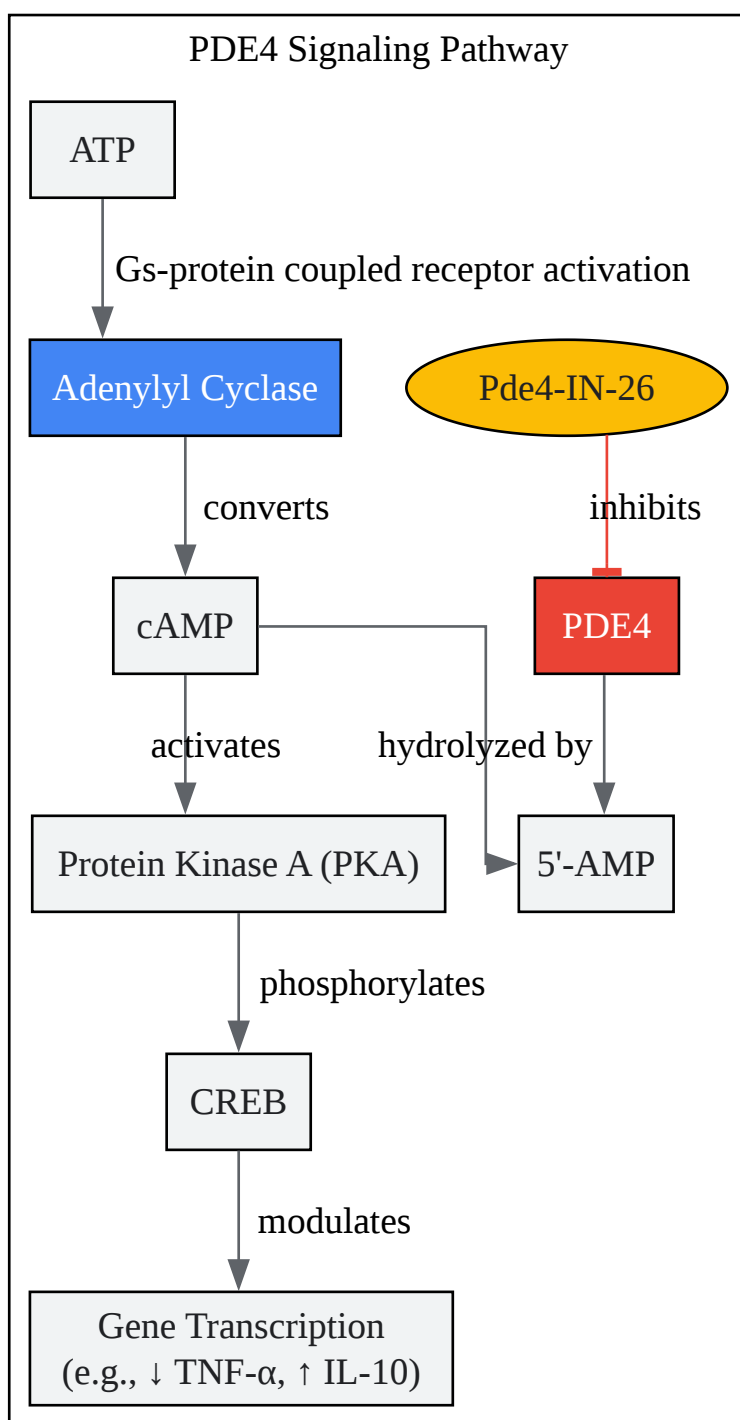 PDE4 Signaling Pathway
ATP
Gs-protein coupled receptor activation
Adenylyl Cyclase
Pde4-IN-26
converts
inhibits
cAMP
PDE4
activates
hydrolyzed by
Protein Kinase A (PKA)
5'-AMP
phosphorylates
CREB
modulates
Gene Transcription
(e.g., ↓ TNF-α, ↑ IL-10)